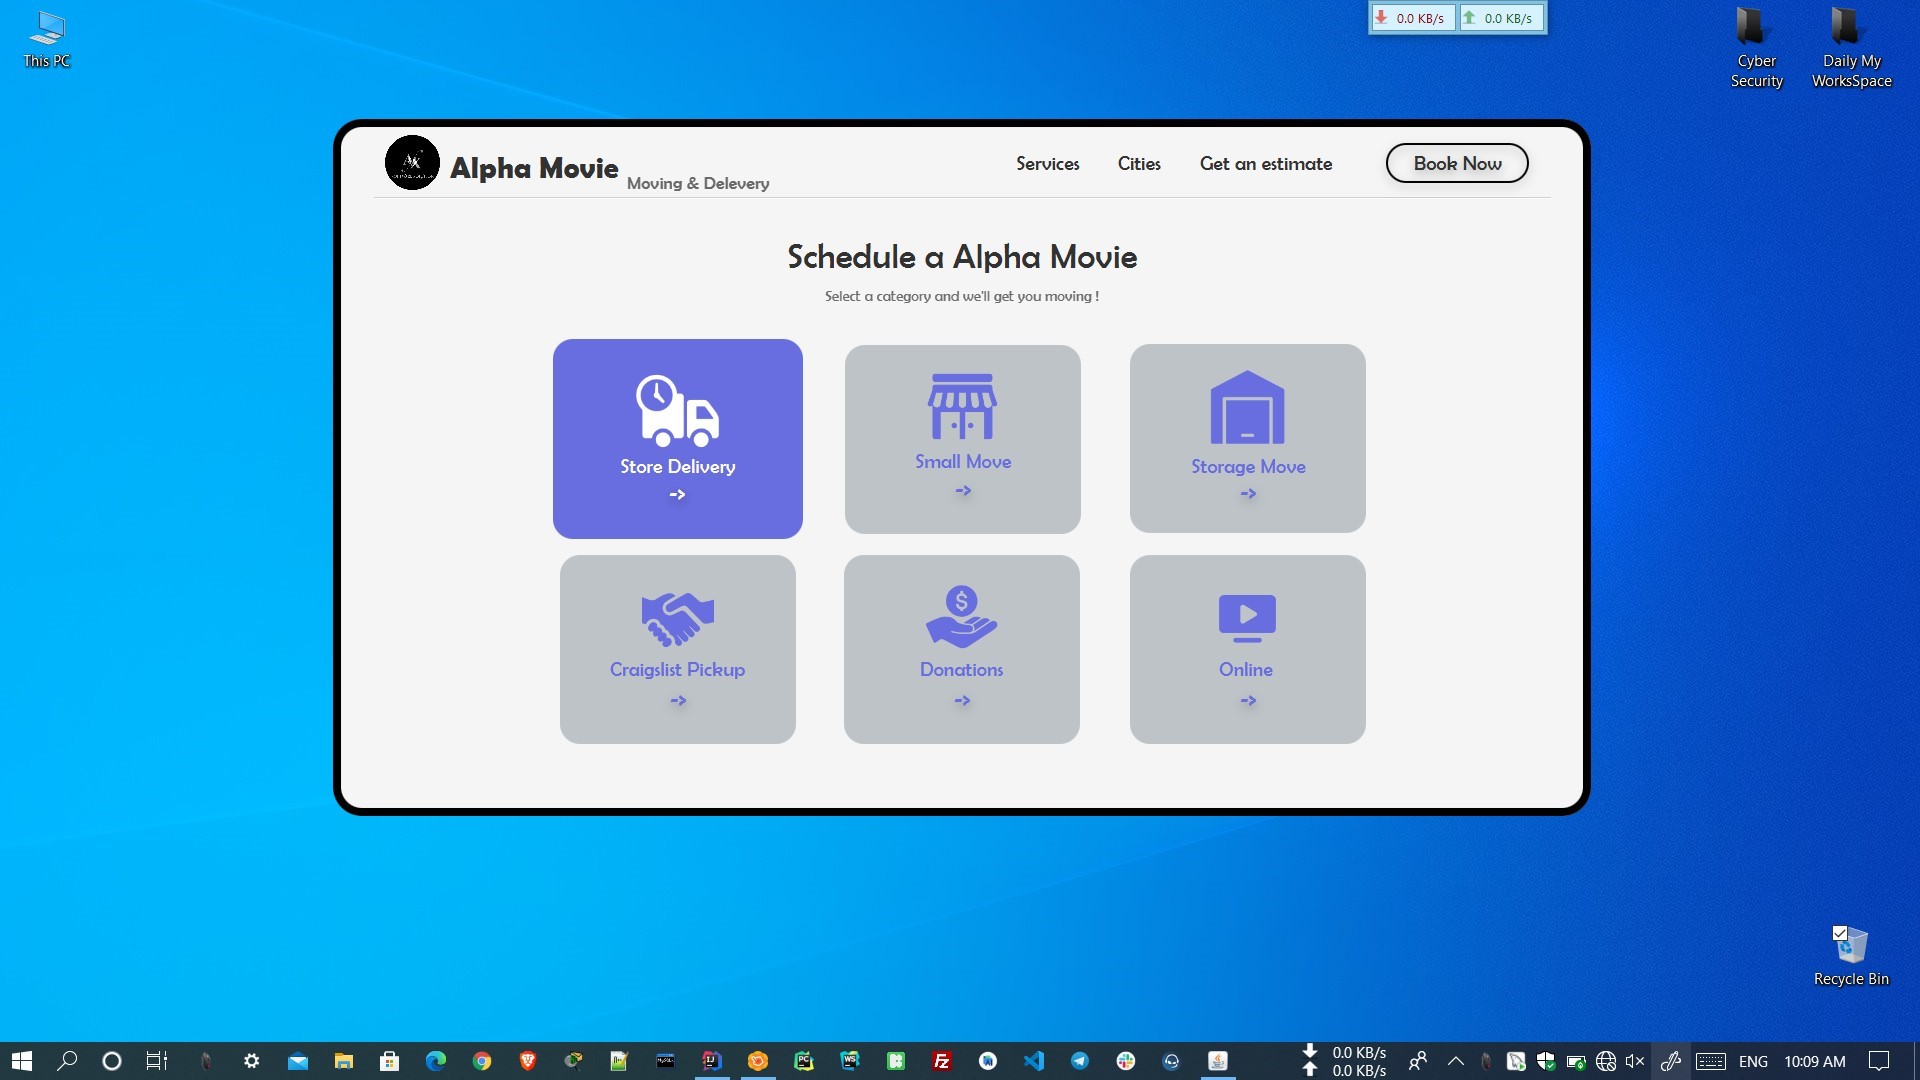 0.0 KB/s 0.0 KB/s
This PC
Cyber Security
Daily My WorksSpace
Alpha Movie
Moving & Delevery
Services Cities Get an estimate Book Now
Schedule a Alpha Movie
Select a category and we'll get you moving !
Store Delivery
->
Small Move
->
Storage Move
->
Craigslist Pickup
->
Donations
->
Online
->
Recycle Bin
0.0 KB/s
0.0 KB/s
ENG 10:09 AM